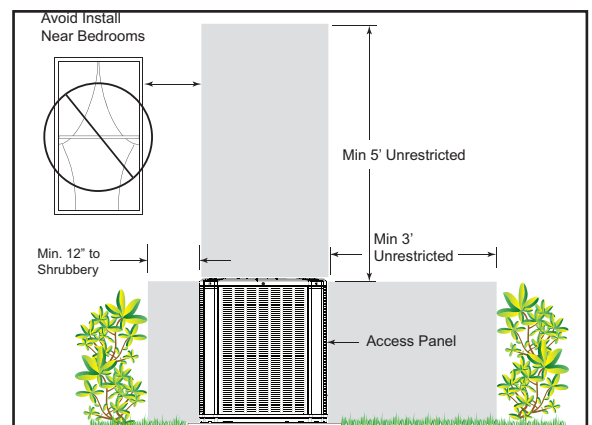 Avoid Install
Near Bedrooms
Min 5’ Unrestricted
Min. 12” to
Shrubbery
Min 3’
Unrestricted
Access Panel